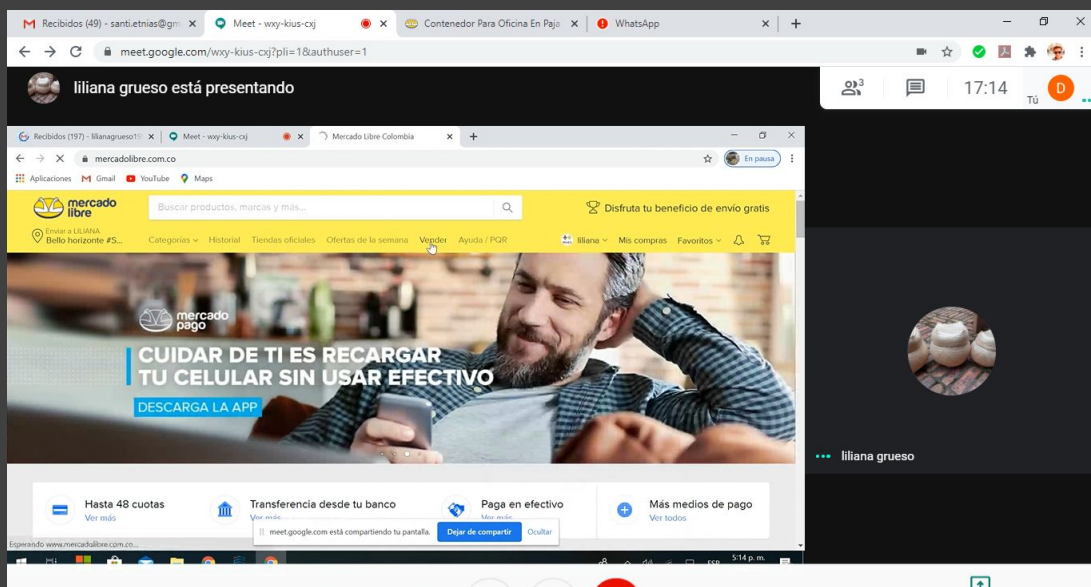 Recibidos (49) - santi.etnias@gm
Meet - wxy-kius-cxj
Contenedor Para Oficina En Paja
WhatsApp
meet.google.com/wxy-kius-cxj?pli=1&authuser=1
liliana grueso está presentando
3
17:14
Tú
D
Recibidos (197) - lilianagrueso15
Meet - wxy-kius-cxj
Mercado Libre Colombia
mercadolibre.com.co
En pausa
Aplicaciones
Gmail
YouTube
Maps
mercado
libre
Buscar productos, marcas y más...
Disfruta tu beneficio de envío gratis
Enviar a LILIANA
Bello horizonte #S...
Categorías
Historial
Tiendas oficiales
Ofertas de la semana
Vender
Ayuda / PQR
liliana
Mis compras
Favoritos
mercado
pago
CUIDAR DE TI ES RECARGAR
TU CELULAR SIN USAR EFECTIVO
DESCARGA LA APP
liliana grueso
Hasta 48 cuotas
Ver más
Transferencia desde tu banco
Ver más
Paga en efectivo
Ver más
Más medios de pago
Ver todos
meet.google.com está compartiendo tu pantalla.
Dejar de compartir
Ocultar
Esperando www.mercadolibre.com.co...
ESP
5:14 p. m.